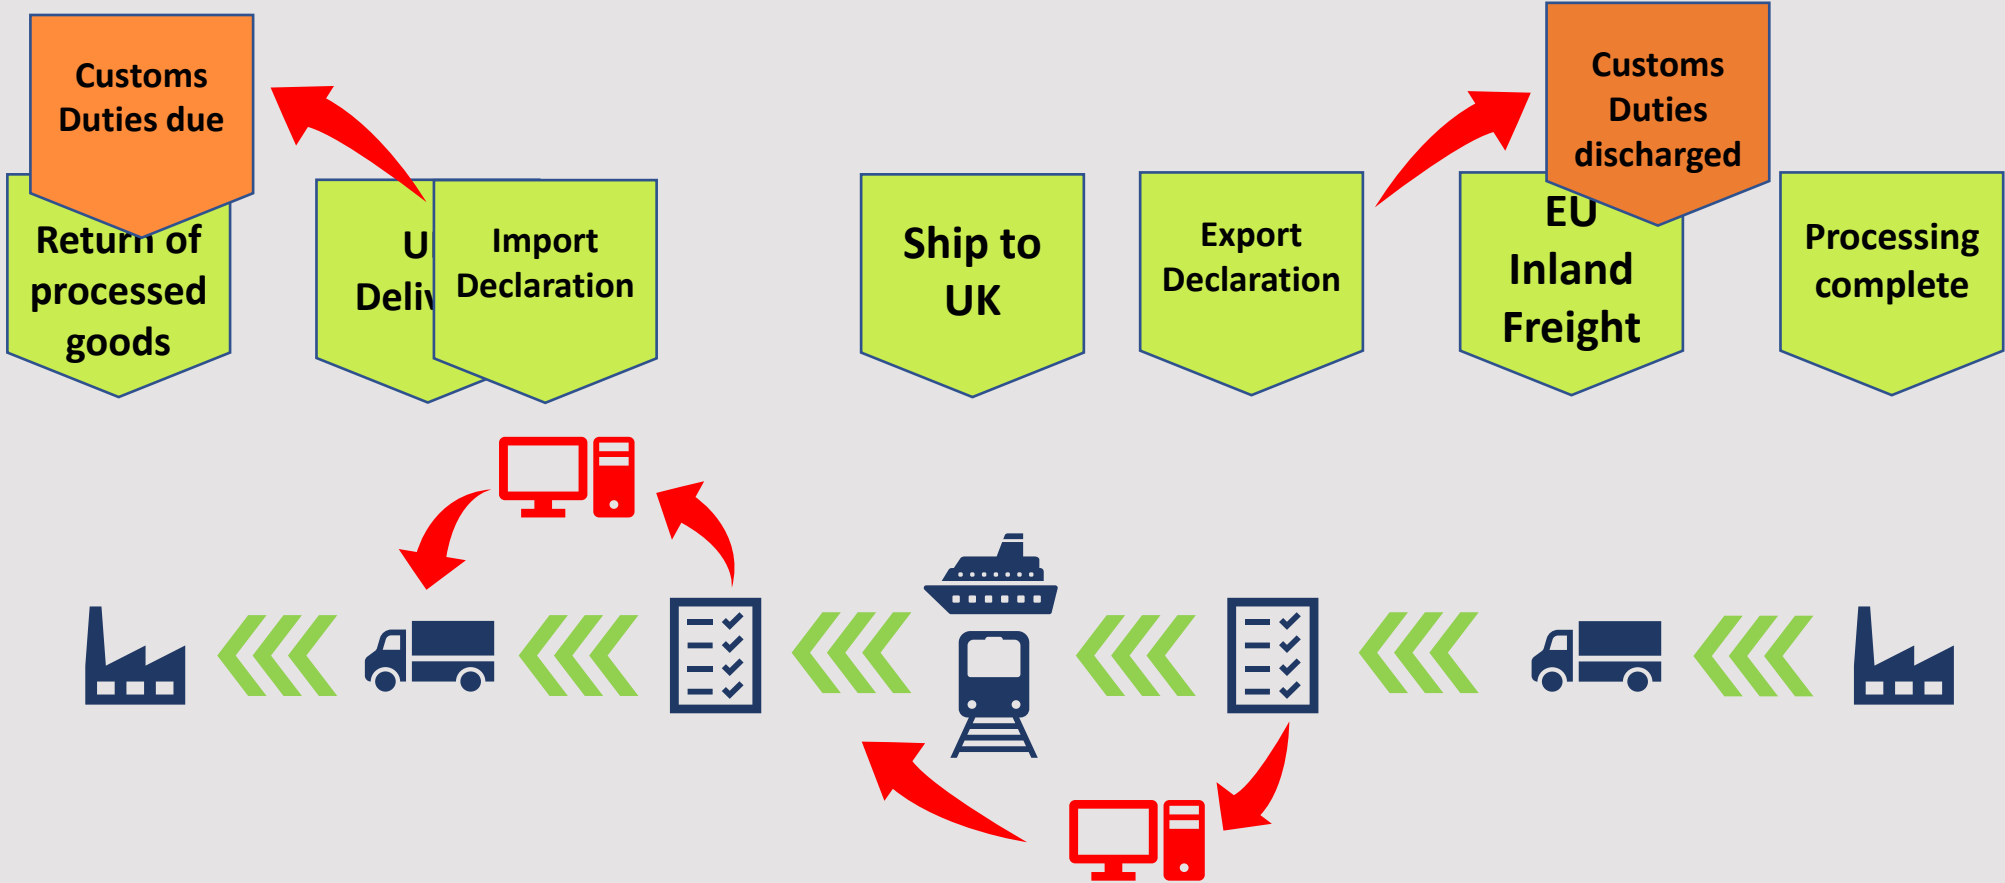 Customs
Duties due
Return of
processed
goods
Import
Declaration
Ship to
UK
Export
Declaration
Customs
Duties
discharged
EU
Inland
Freight
Processing
complete